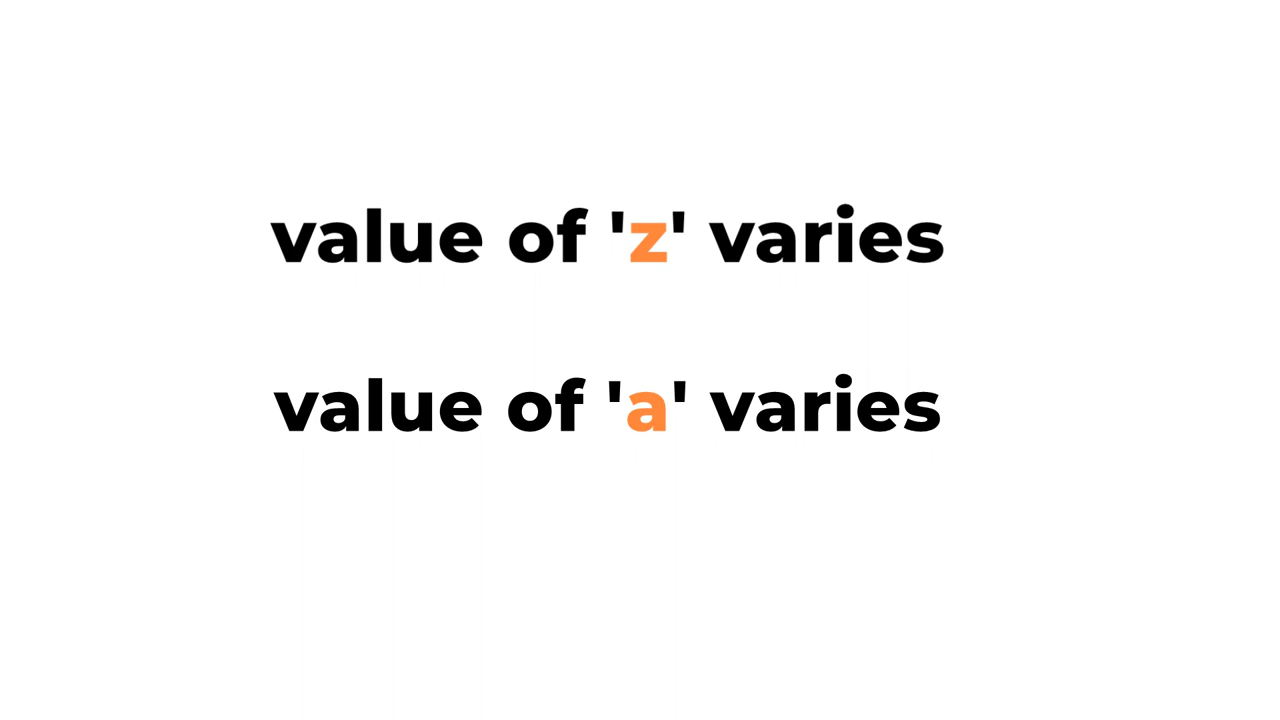 value of 'z' varies
value of 'a' varies